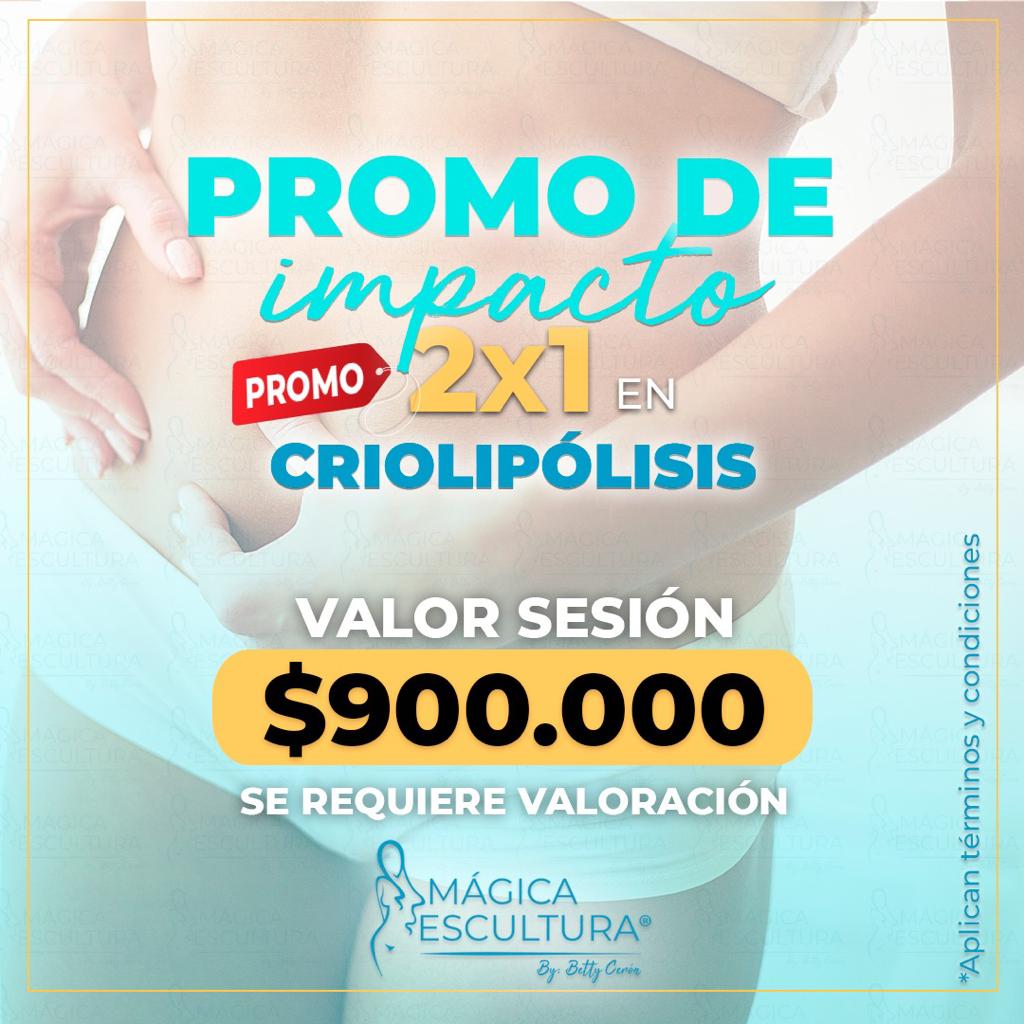 PROMO DE
impacto
PROMO
2x1 EN
CRIOLIPÓLISIS
VALOR SESIÓN
$900.000
SE REQUIERE VALORACIÓN
MÁGICA
ESCULTURA®
By: Betty Cerón
*Aplican términos y condiciones